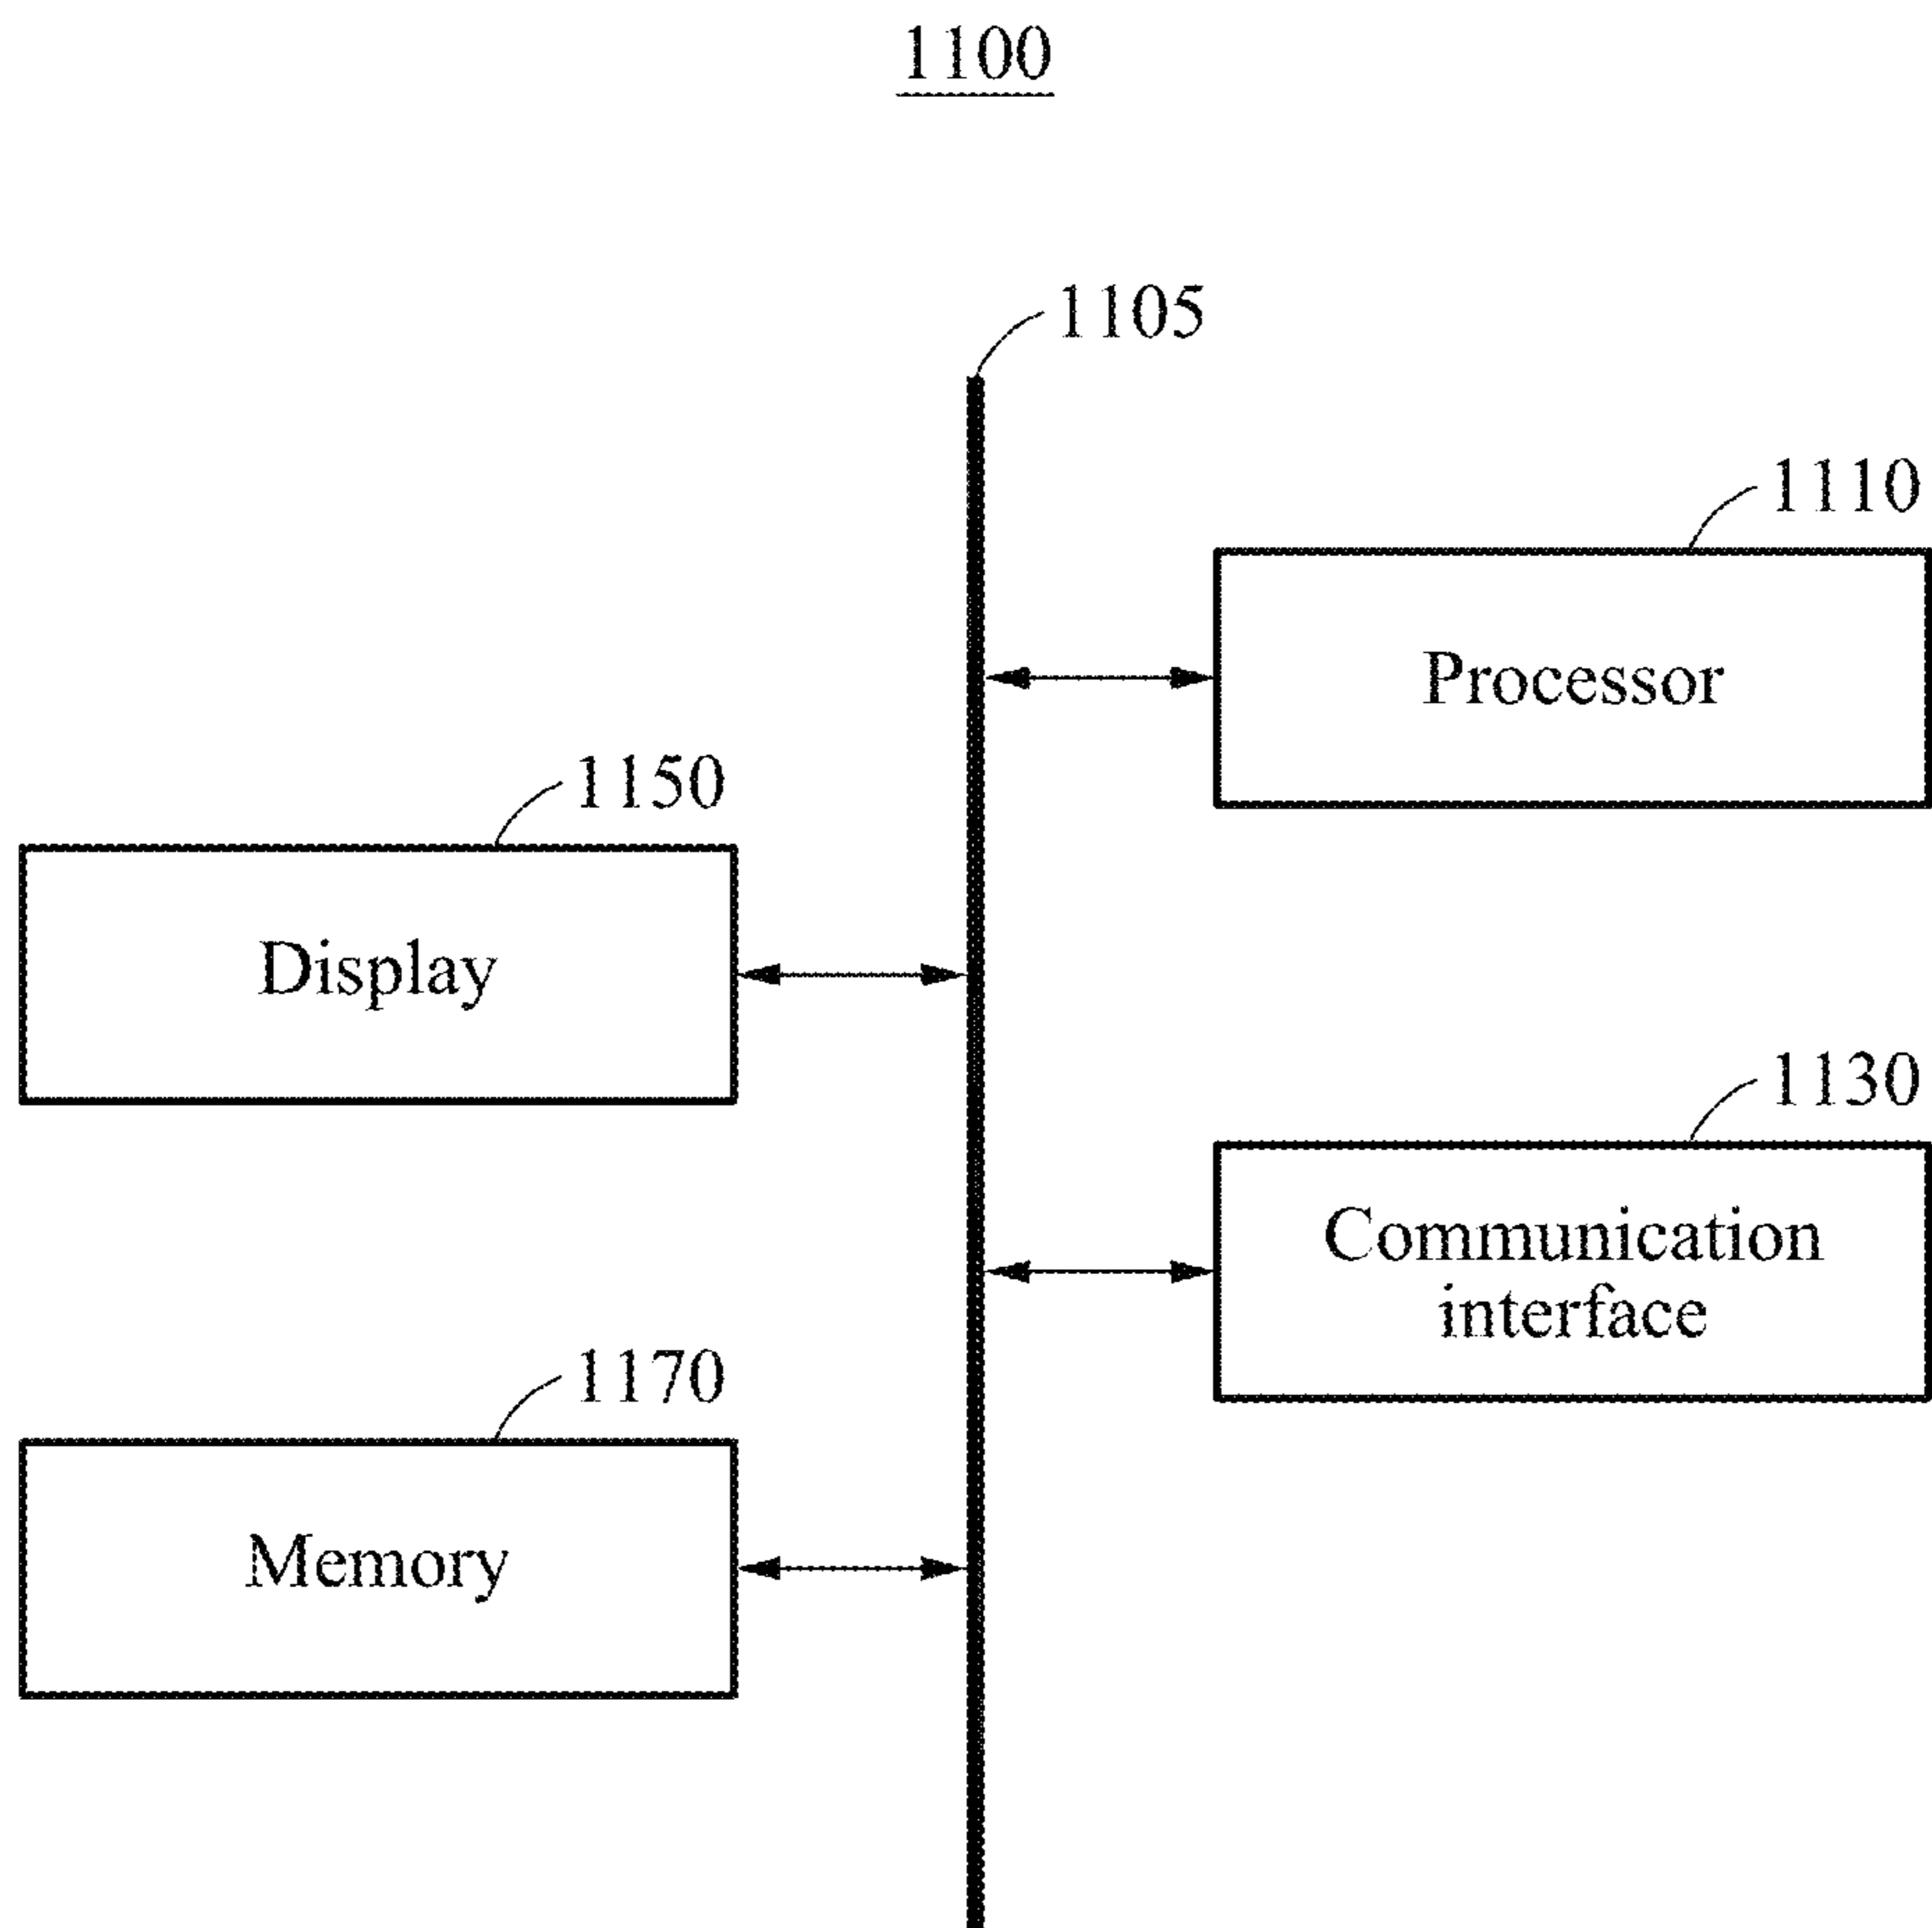 1100
1105
1110
Processor
1150
Display
1130
Communication
interface
1170
Memory